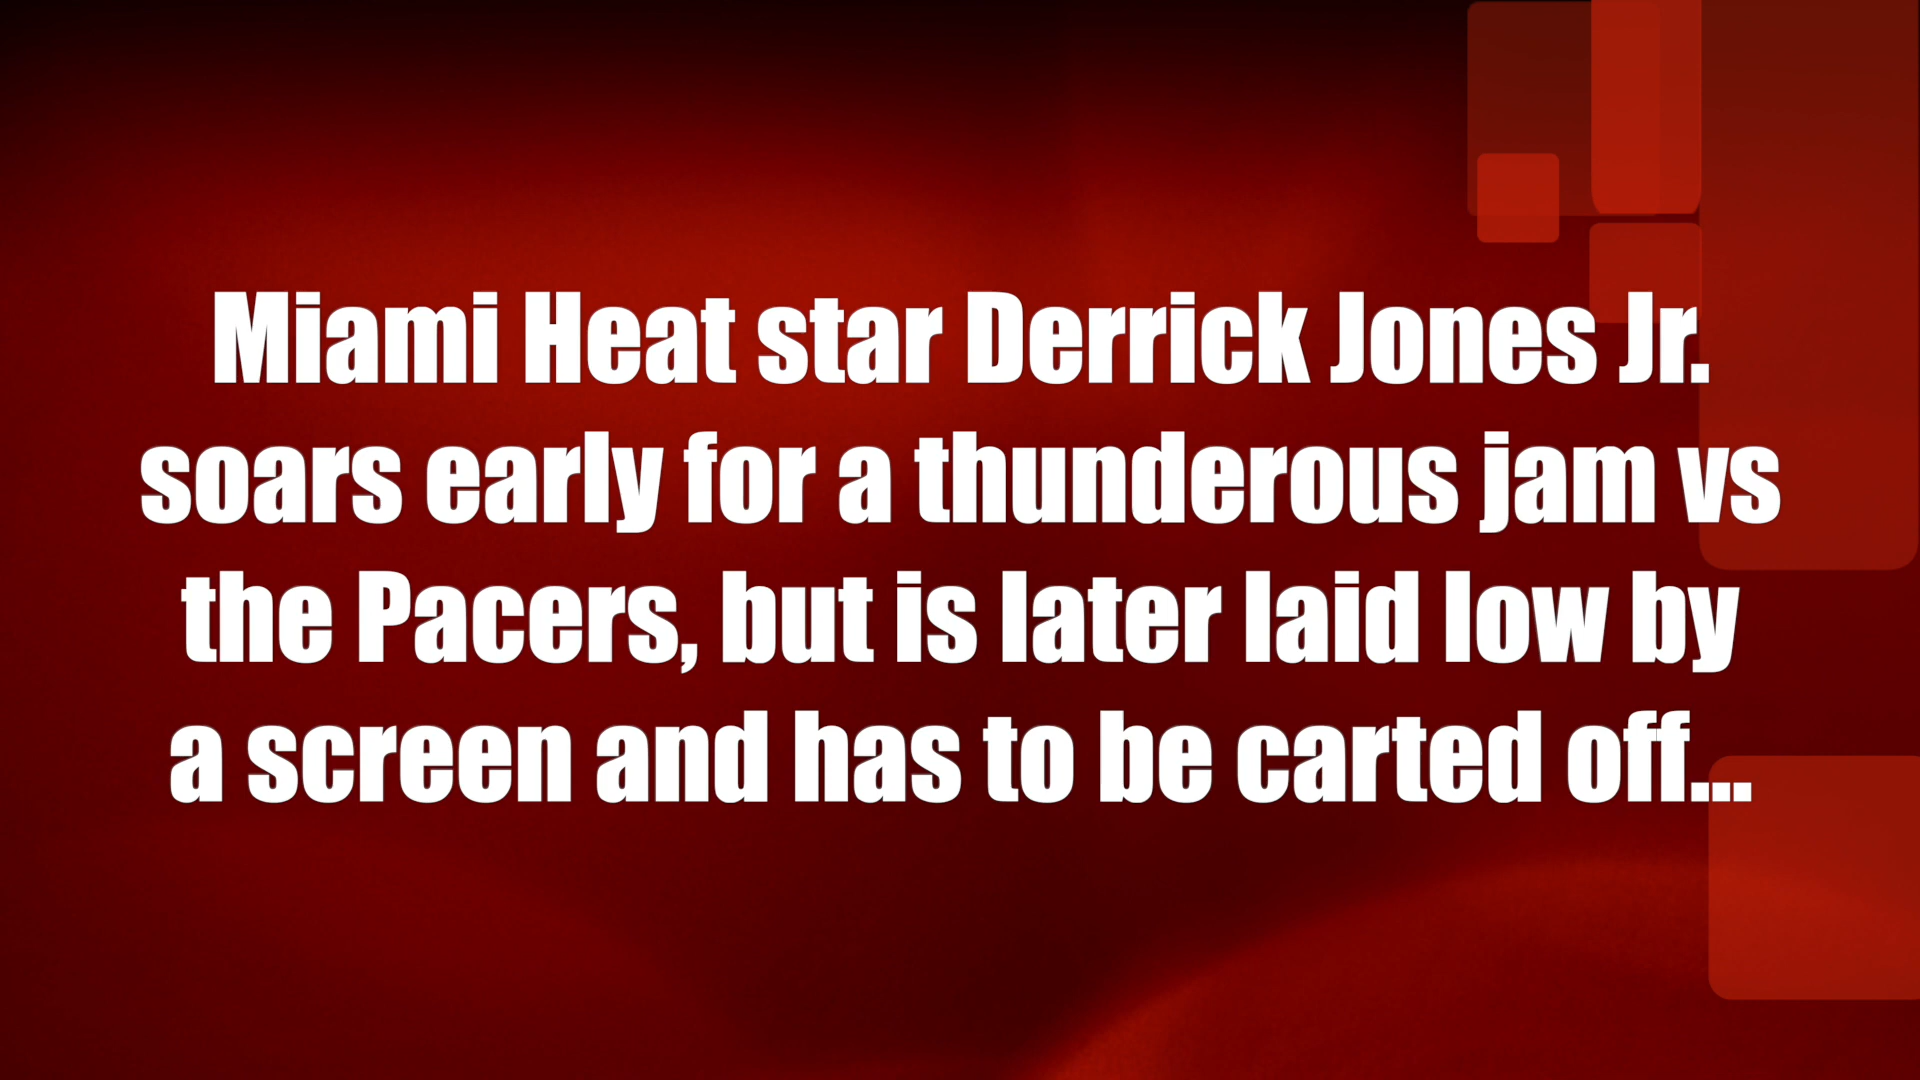 Miami Heat star Derrick Jones Jr.
soars early for a thunderous jam vs
the Pacers, but is later laid low by
a screen and has to be carted off...